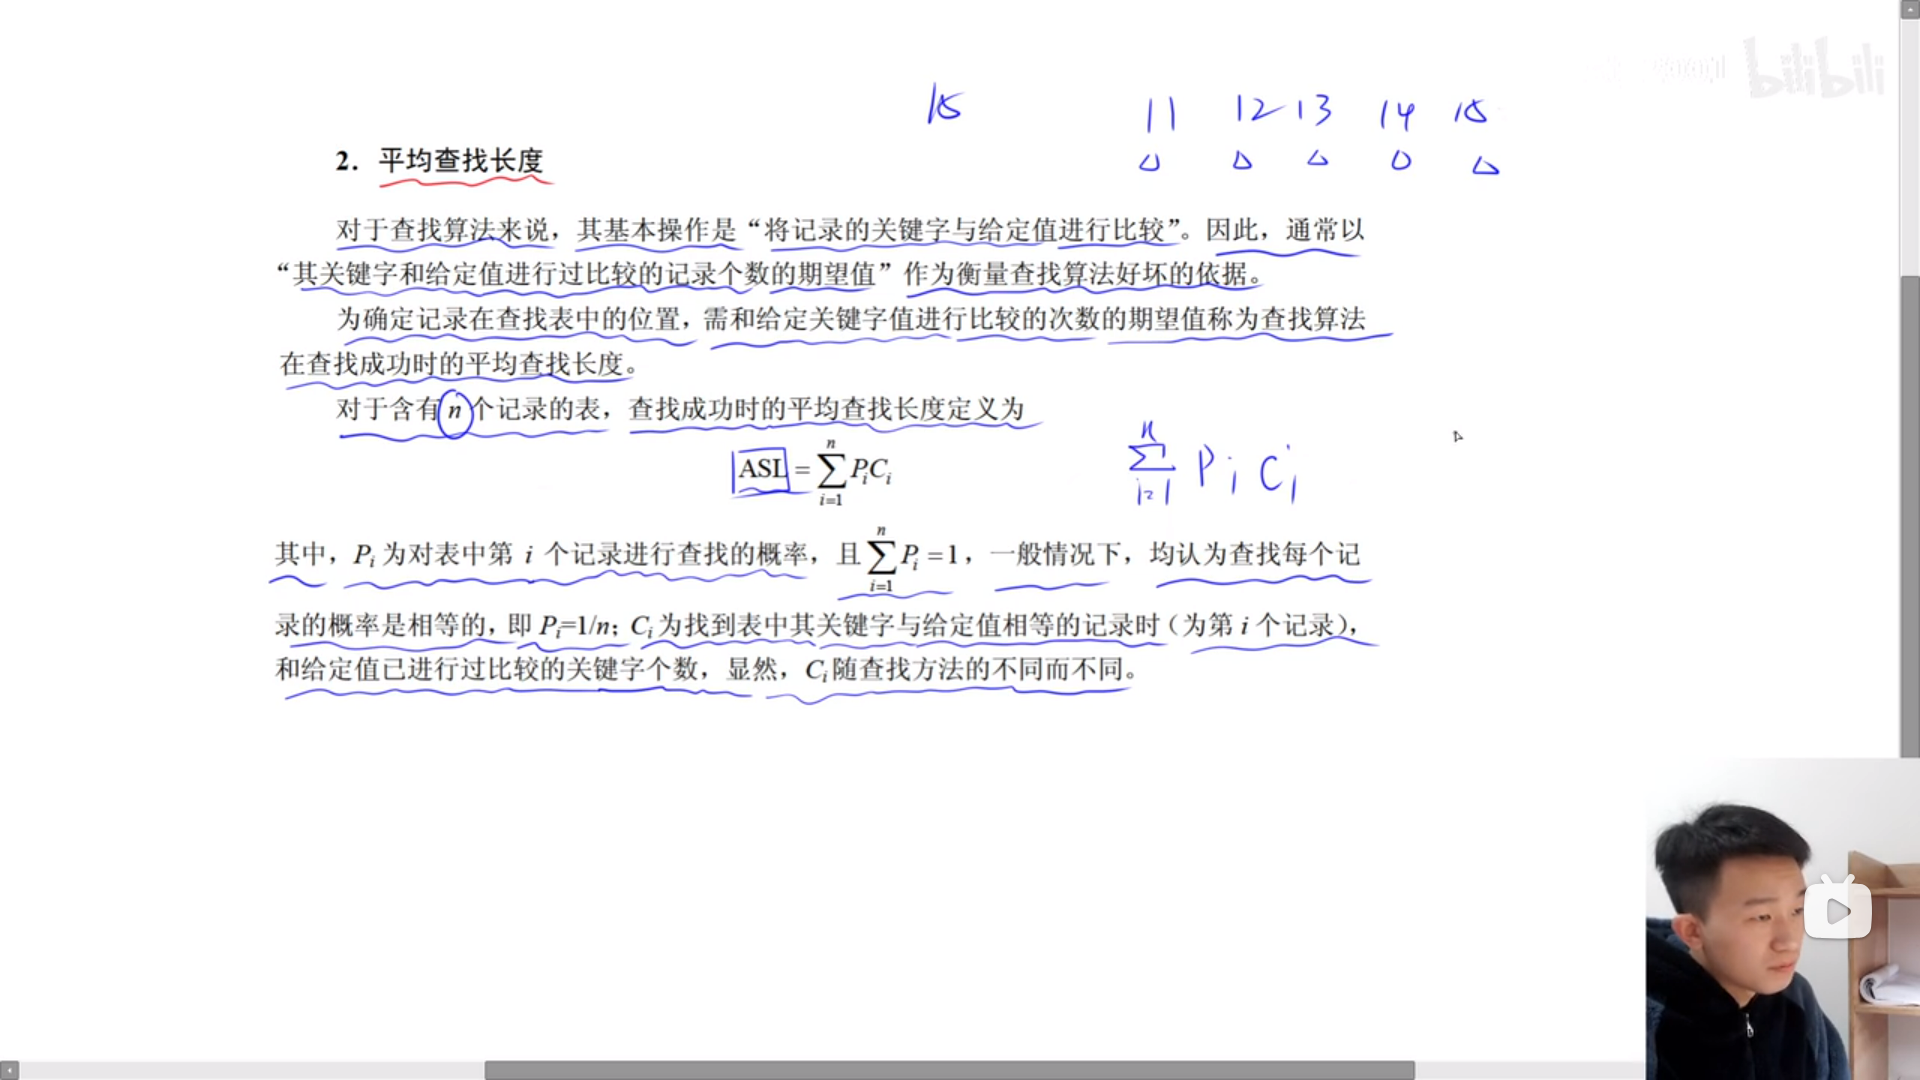 bilibili
15 11 12 13 14 15
2. 平均查找长度
对于查找算法来说，其基本操作是“将记录的关键字与给定值进行比较”。因此，通常以
“其关键字和给定值进行过比较的记录个数的期望值”作为衡量查找算法好坏的依据。
为确定记录在查找表中的位置，需和给定关键字值进行比较的次数的期望值称为查找算法
在查找成功时的平均查找长度。
对于含有 n 个记录的表，查找成功时的平均查找长度定义为
ASL = ∑_{i=1}^{n} P_i C_i ∑_{i=1}^{n} P_i C_i
其中，P_i 为对表中第 i 个记录进行查找的概率，且 ∑_{i=1}^{n} P_i = 1，一般情况下，均认为查找每个记
录的概率是相等的，即 P_i=1/n；C_i 为找到表中其关键字与给定值相等的记录时（为第 i 个记录），
和给定值已进行过比较的关键字个数，显然，C_i 随查找方法的不同而不同。